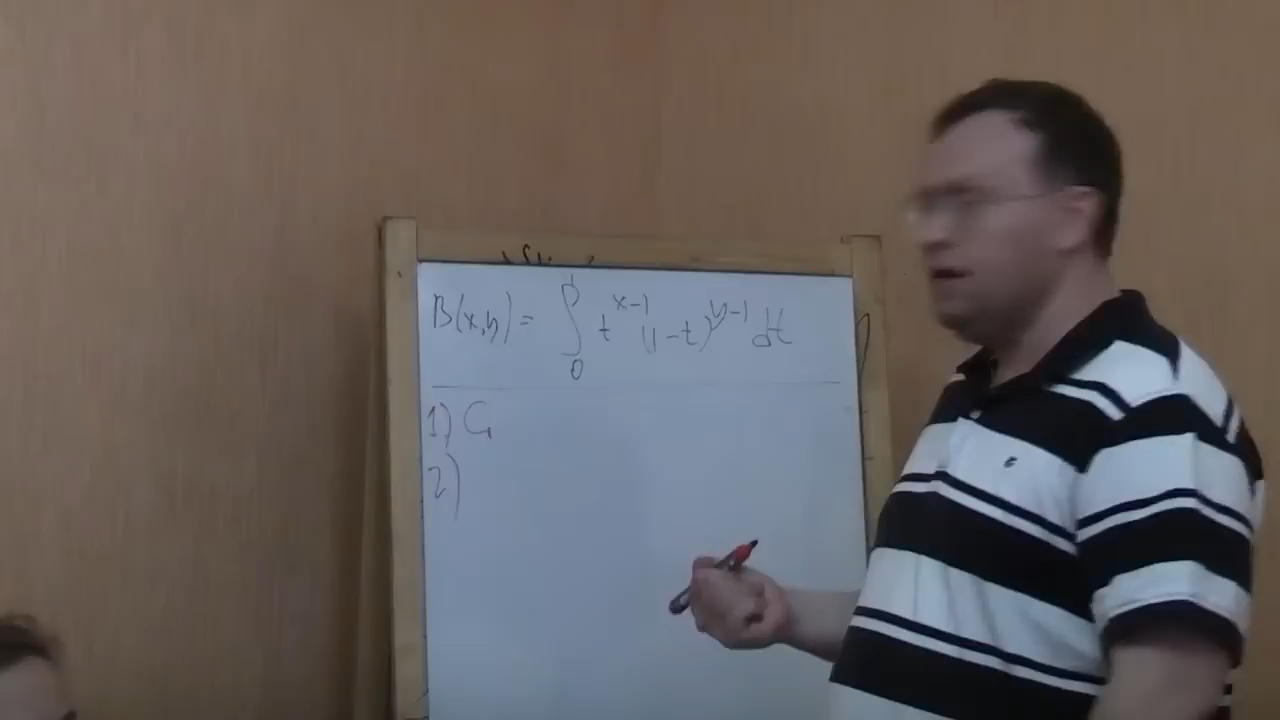 B(x,y) = ∫₀¹ t^{x-1} (1-t)^{y-1} dt
1) G
2)